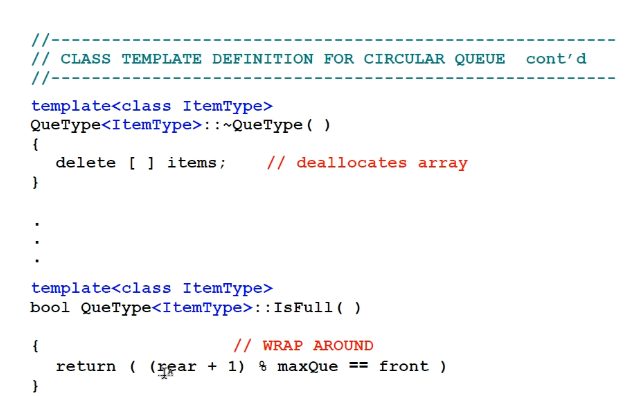 //--------------------------------------------------------
// CLASS TEMPLATE DEFINITION FOR CIRCULAR QUEUE  cont’d
//--------------------------------------------------------
template<class ItemType>
QueType<ItemType>::~QueType( )
{
delete [ ] items;    // deallocates array
}
.
.
.
template<class ItemType>
bool QueType<ItemType>::IsFull( )
{                    // WRAP AROUND
return ( (rear + 1) % maxQue == front )
}